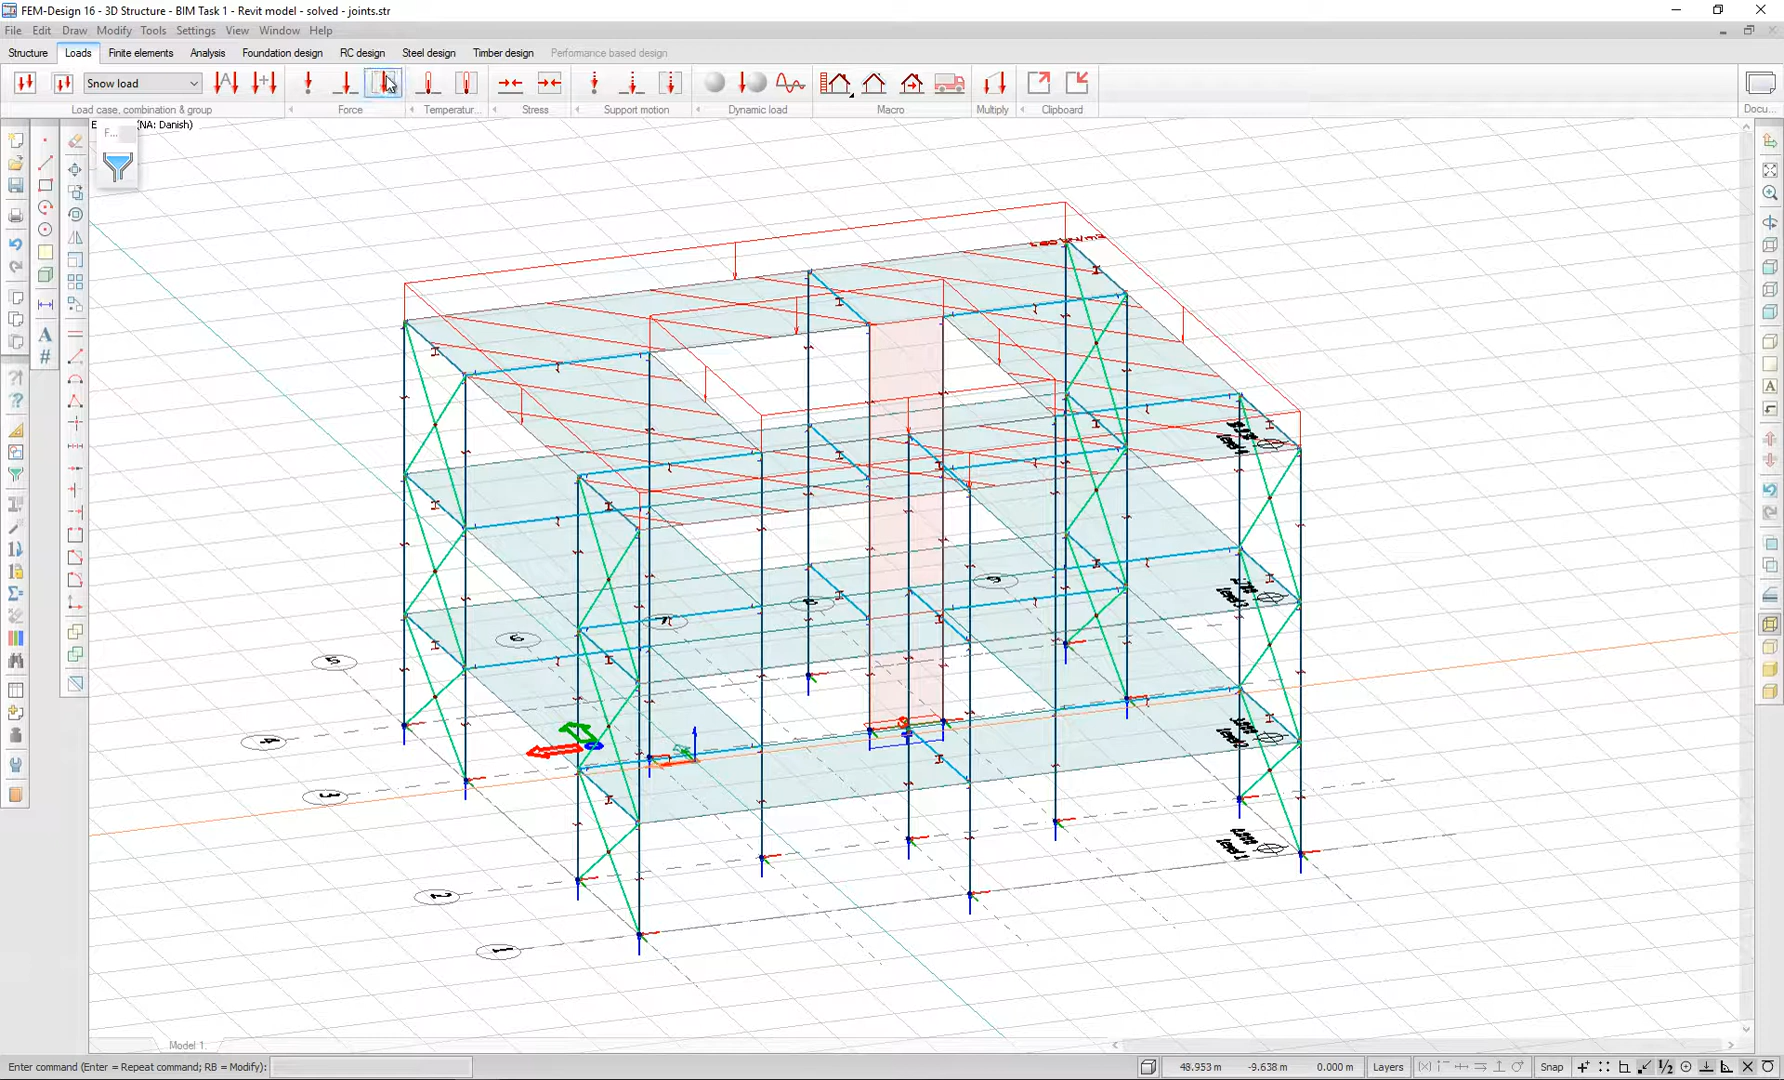 FEM-Design 16 - 3D Structure - BIM Task 1 - Revit model - solved - joints.str
File Edit Draw Modify Tools Settings View Window Help
Structure Loads Finite elements Analysis Foundation design RC design Steel design Timber design Performance based design
Snow load
Load case, combination & group Force Temperatur... Stress Support motion Dynamic load Macro Multiply Clipboard Docu...
(NA: Danish)
F...
A
#
Model 1.
Enter command (Enter = Repeat command; RB = Modify): 48.953 m -9.638 m 0.000 m Layers Snap